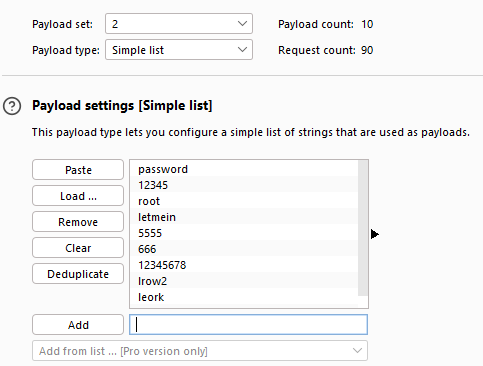 Payload set: 2 Payload count: 10
Payload type: Simple list Request count: 90
? Payload settings [Simple list]
This payload type lets you configure a simple list of strings that are used as payloads.
Paste
Load ...
Remove
Clear
Deduplicate
password
12345
root
letmein
5555
666
12345678
lrow2
leork
Add
Add from list ... [Pro version only]